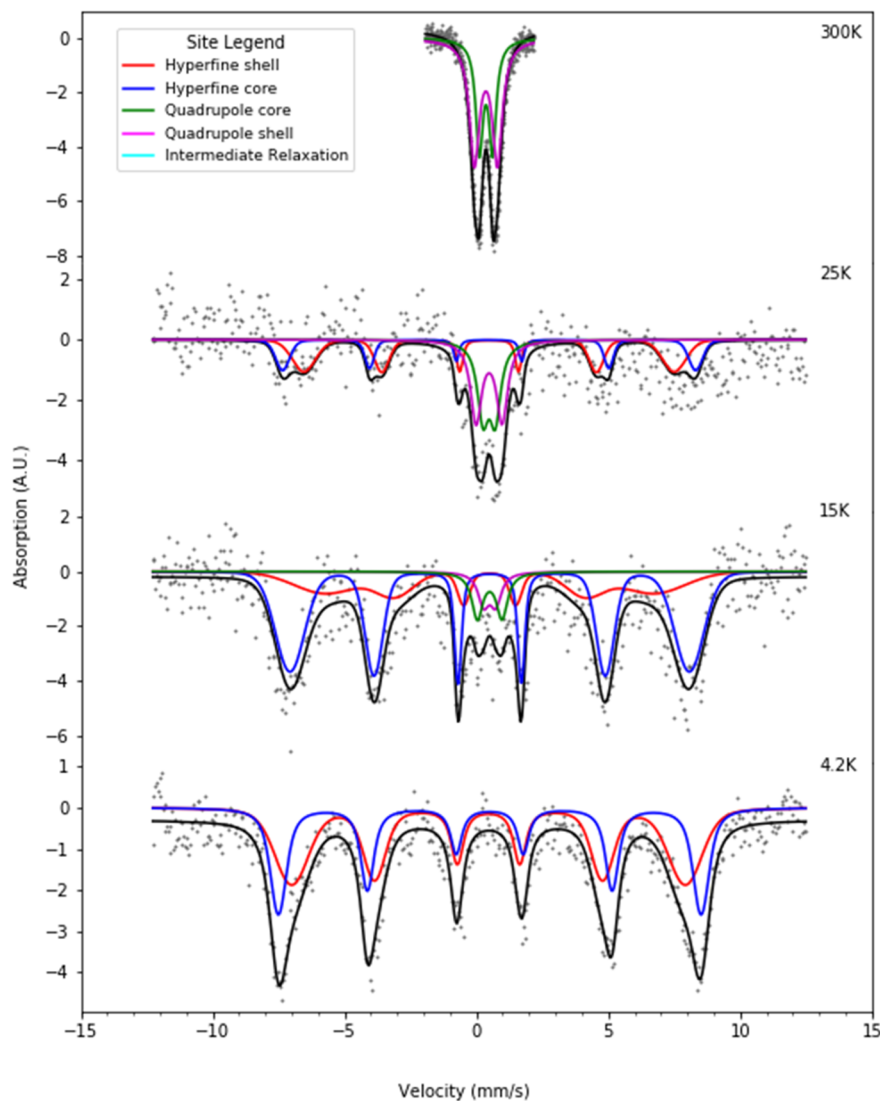 300K
Site Legend
Hyperfine shell
Hyperfine core
Quadrupole core
Quadrupole shell
Intermediate Relaxation
0
−2
−4
−6
−8
25K
2
0
−2
−4
15K
2
0
−2
−4
−6
4.2K
1
0
−1
−2
−3
−4
Absorption (A.U.)
−15 −10 −5 0 5 10 15
Velocity (mm/s)